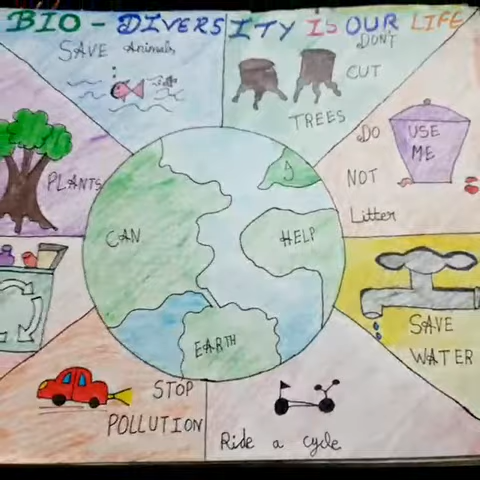 BIO - DIVERSITY IS OUR LIFE
SAVE Animals
DON'T
CUT
TREES
DO
NOT
Litter
USE
ME
PLANTS
CAN
HELP
EARTH
SAVE
WATER
STOP
POLLUTION
Ride a cycle